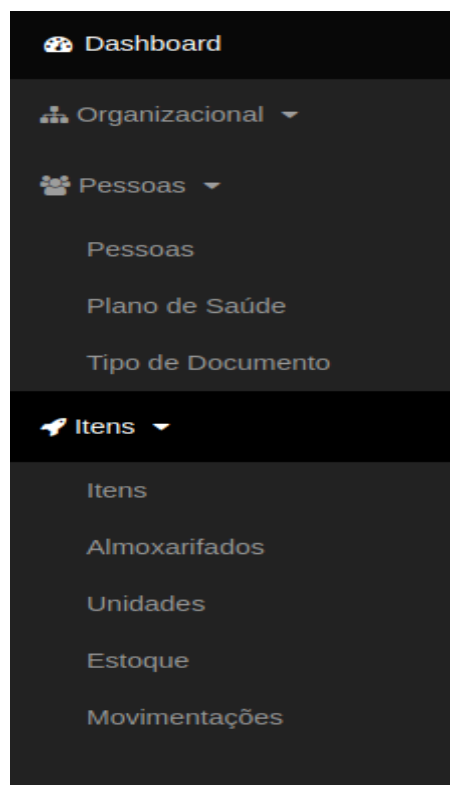 Dashboard
Organizacional
Pessoas
Pessoas
Plano de Saúde
Tipo de Documento
Itens
Itens
Almoxarifados
Unidades
Estoque
Movimentações